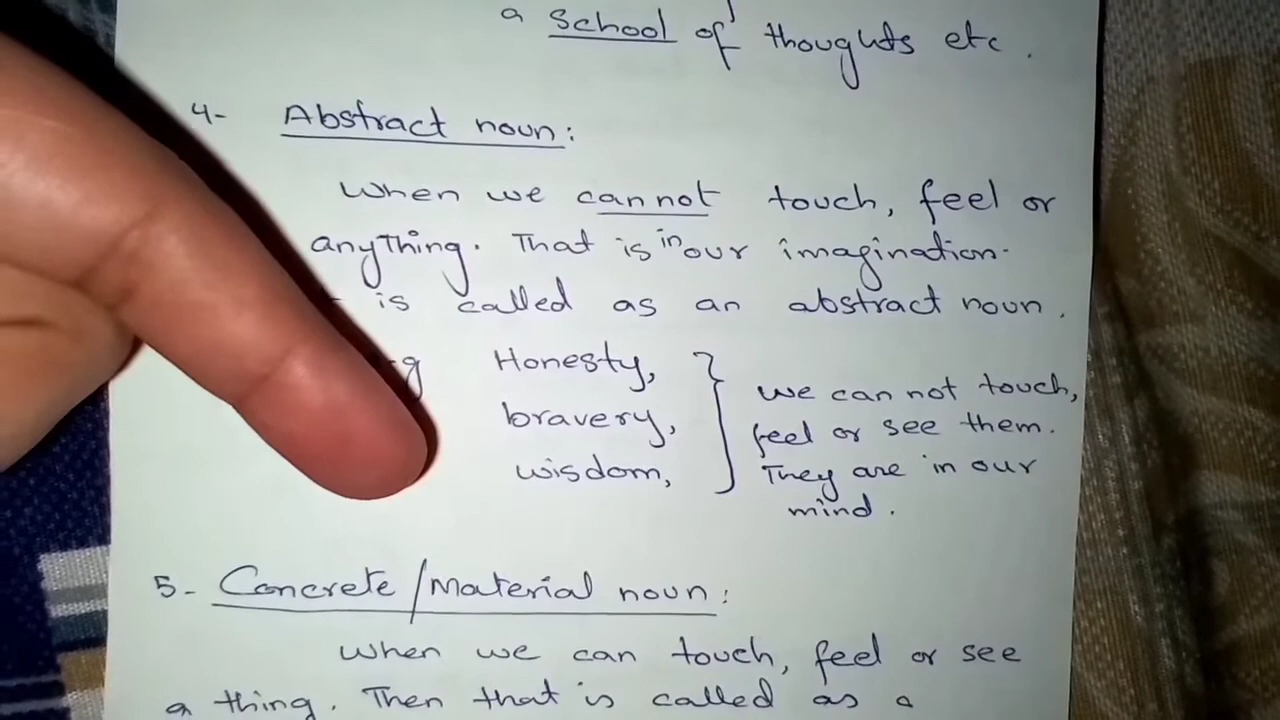 a school of thoughts etc.
4- Abstract noun:
When we cannot touch, feel or
anything. That is in our imagination.
is called as an abstract noun.
Honesty,
bravery,
wisdom,
we can not touch,
feel or see them.
They are in our
mind.
5- Concrete/Material noun:
When we can touch, feel or see
a thing. Then that is called as a